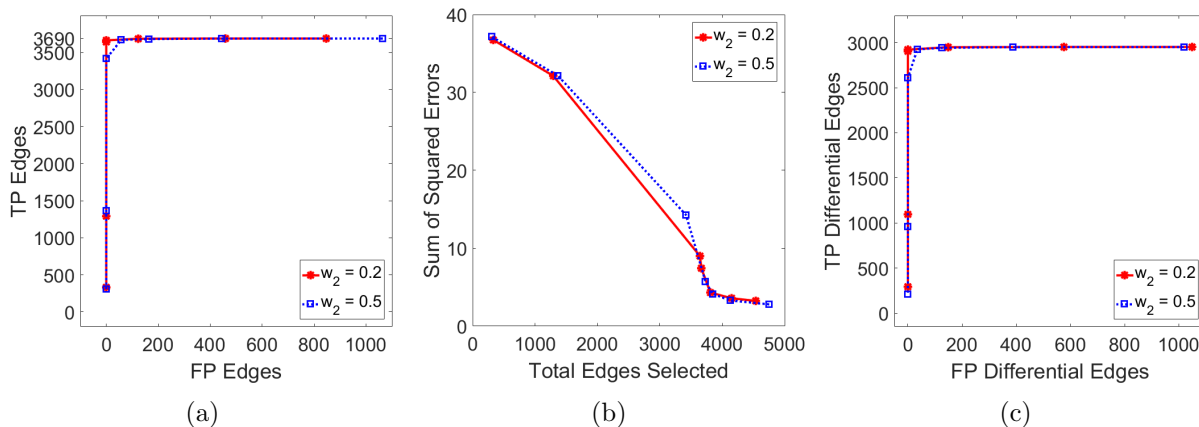 3690
3500
3000
2500
2000
1500
1000
500
0
TP Edges
0 200 400 600 800 1000
FP Edges
w2 = 0.2
w2 = 0.5
(a)
40
30
20
10
0
Sum of Squared Errors
0 1000 2000 3000 4000 5000
Total Edges Selected
w2 = 0.2
w2 = 0.5
(b)
3000
2500
2000
1500
1000
500
0
TP Differential Edges
0 200 400 600 800 1000
FP Differential Edges
w2 = 0.2
w2 = 0.5
(c)